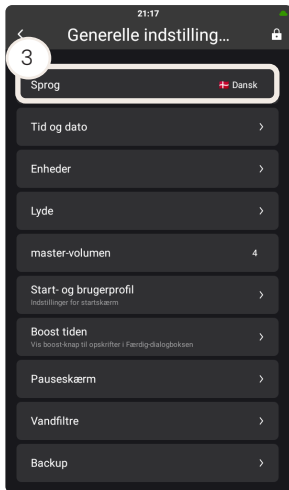 21:17
Generelle indstilling...
3
Sprog
Dansk
Tid og dato
Enheder
Lyde
master-volumen
4
Start- og brugerprofil
Indstillinger for startskærm
Boost tiden
Vis boost-knap til opskrifter i Færdig-dialogboksen
Pauseskærm
Vandfiltre
Backup